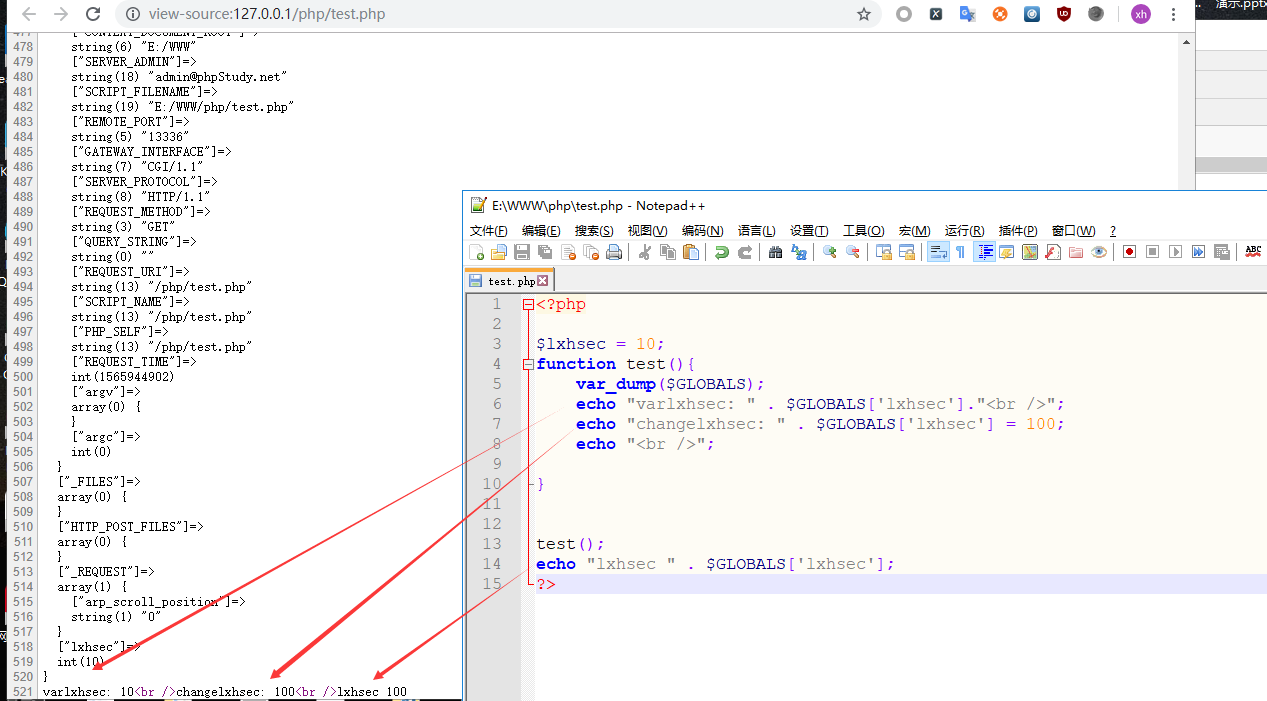 view-source:127.0.0.1/php/test.php
xh
演示.pptx
477 ["CONTEXT_DOCUMENT_ROOT"]=>
478 string(6) "E:/WWW"
479 ["SERVER_ADMIN"]=>
480 string(18) "admin@phpStudy.net"
481 ["SCRIPT_FILENAME"]=>
482 string(19) "E:/WWW/php/test.php"
483 ["REMOTE_PORT"]=>
484 string(5) "13336"
485 ["GATEWAY_INTERFACE"]=>
486 string(7) "CGI/1.1"
487 ["SERVER_PROTOCOL"]=>
488 string(8) "HTTP/1.1"
489 ["REQUEST_METHOD"]=>
490 string(3) "GET"
491 ["QUERY_STRING"]=>
492 string(0) ""
493 ["REQUEST_URI"]=>
494 string(13) "/php/test.php"
495 ["SCRIPT_NAME"]=>
496 string(13) "/php/test.php"
497 ["PHP_SELF"]=>
498 string(13) "/php/test.php"
499 ["REQUEST_TIME"]=>
500 int(1565944902)
501 ["argv"]=>
502 array(0) {
503 }
504 ["argc"]=>
505 int(0)
506 }
507 ["_FILES"]=>
508 array(0) {
509 }
510 ["HTTP_POST_FILES"]=>
511 array(0) {
512 }
513 ["_REQUEST"]=>
514 array(1) {
515 ["arp_scroll_position"]=>
516 string(1) "0"
517 }
518 ["lxhsec"]=>
519 int(10)
520 }
521 varlxhsec: 10<br />changelxhsec: 100<br />lxhsec 100
E:\WWW\php\test.php - Notepad++
文件(F) 编辑(E) 搜索(S) 视图(V) 编码(N) 语言(L) 设置(T) 工具(O) 宏(M) 运行(R) 插件(P) 窗口(W) ?
ABC
test.php
1 <?php
2
3 $lxhsec = 10;
4 function test(){
5 var_dump($GLOBALS);
6 echo "varlxhsec: " . $GLOBALS['lxhsec']."<br />";
7 echo "changelxhsec: " . $GLOBALS['lxhsec'] = 100;
8 echo "<br />";
9
10 }
11
12
13 test();
14 echo "lxhsec " . $GLOBALS['lxhsec'];
15 ?>